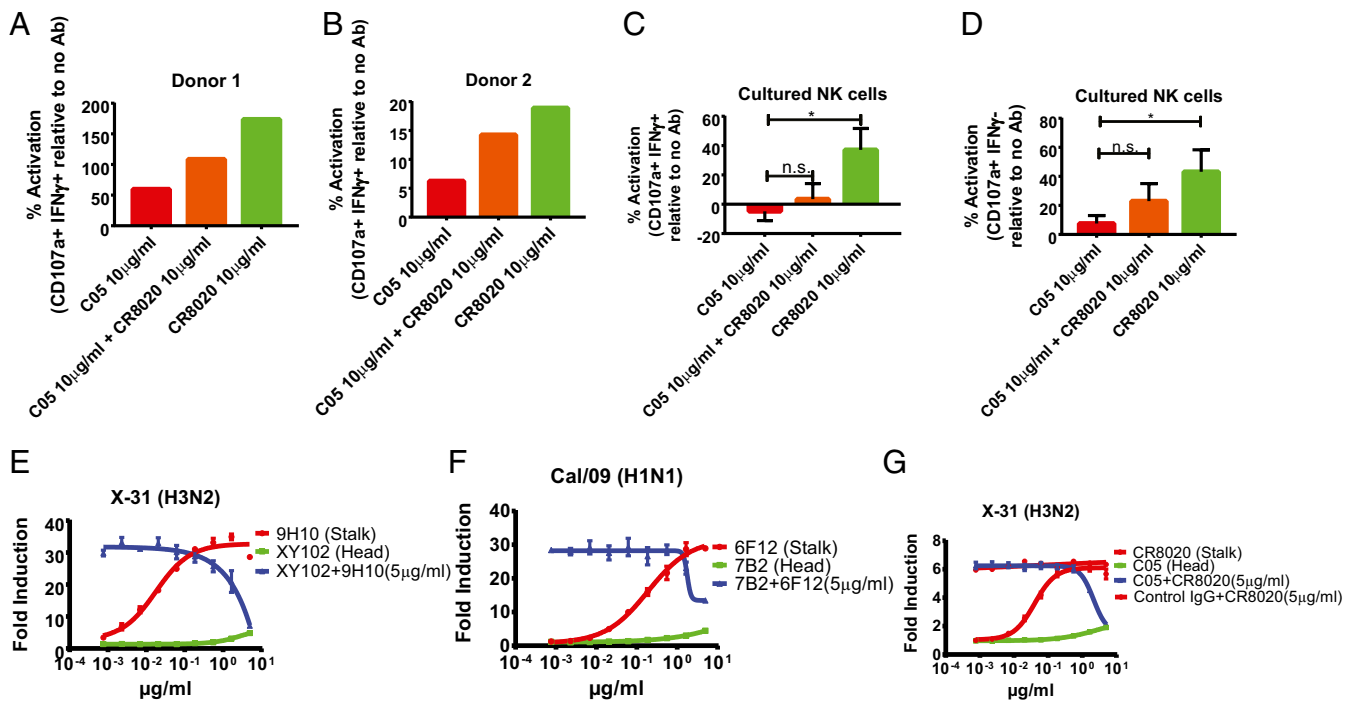 A
Donor 1
% Activation
(CD107a+ IFNγ+ relative to no Ab)
200
150
100
50
0
C05 10μg/ml
C05 10μg/ml + CR8020 10μg/ml
CR8020 10μg/ml
B
Donor 2
% Activation
(CD107a+ IFNγ+ relative to no Ab)
20
15
10
5
0
C05 10μg/ml
C05 10μg/ml + CR8020 10μg/ml
CR8020 10μg/ml
C
Cultured NK cells
% Activation
(CD107a+ IFNγ+
relative to no Ab)
60
40
20
0
-20
*
n.s.
C05 10μg/ml
C05 10μg/ml + CR8020 10μg/ml
CR8020 10μg/ml
D
Cultured NK cells
% Activation
(CD107a+ IFNγ-
relative to no Ab)
80
60
40
20
0
*
n.s.
C05 10μg/ml
C05 10μg/ml + CR8020 10μg/ml
CR8020 10μg/ml
E
X-31 (H3N2)
Fold Induction
40
30
20
10
0
10-4 10-3 10-2 10-1 100 101
μg/ml
9H10 (Stalk)
XY102 (Head)
XY102+9H10(5μg/ml)
F
Cal/09 (H1N1)
Fold Induction
40
30
20
10
0
10-4 10-3 10-2 10-1 100 101
μg/ml
6F12 (Stalk)
7B2 (Head)
7B2+6F12(5μg/ml)
G
X-31 (H3N2)
Fold Induction
8
6
4
2
0
10-4 10-3 10-2 10-1 100 101
μg/ml
CR8020 (Stalk)
C05 (Head)
C05+CR8020(5μg/ml)
Control IgG+CR8020(5μg/ml)